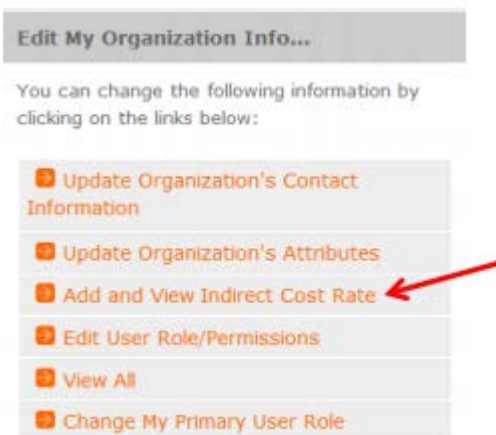 Edit My Organization Info...
You can change the following information by
clicking on the links below:
Update Organization's Contact
Information
Update Organization's Attributes
Add and View Indirect Cost Rate
Edit User Role/Permissions
View All
Change My Primary User Role